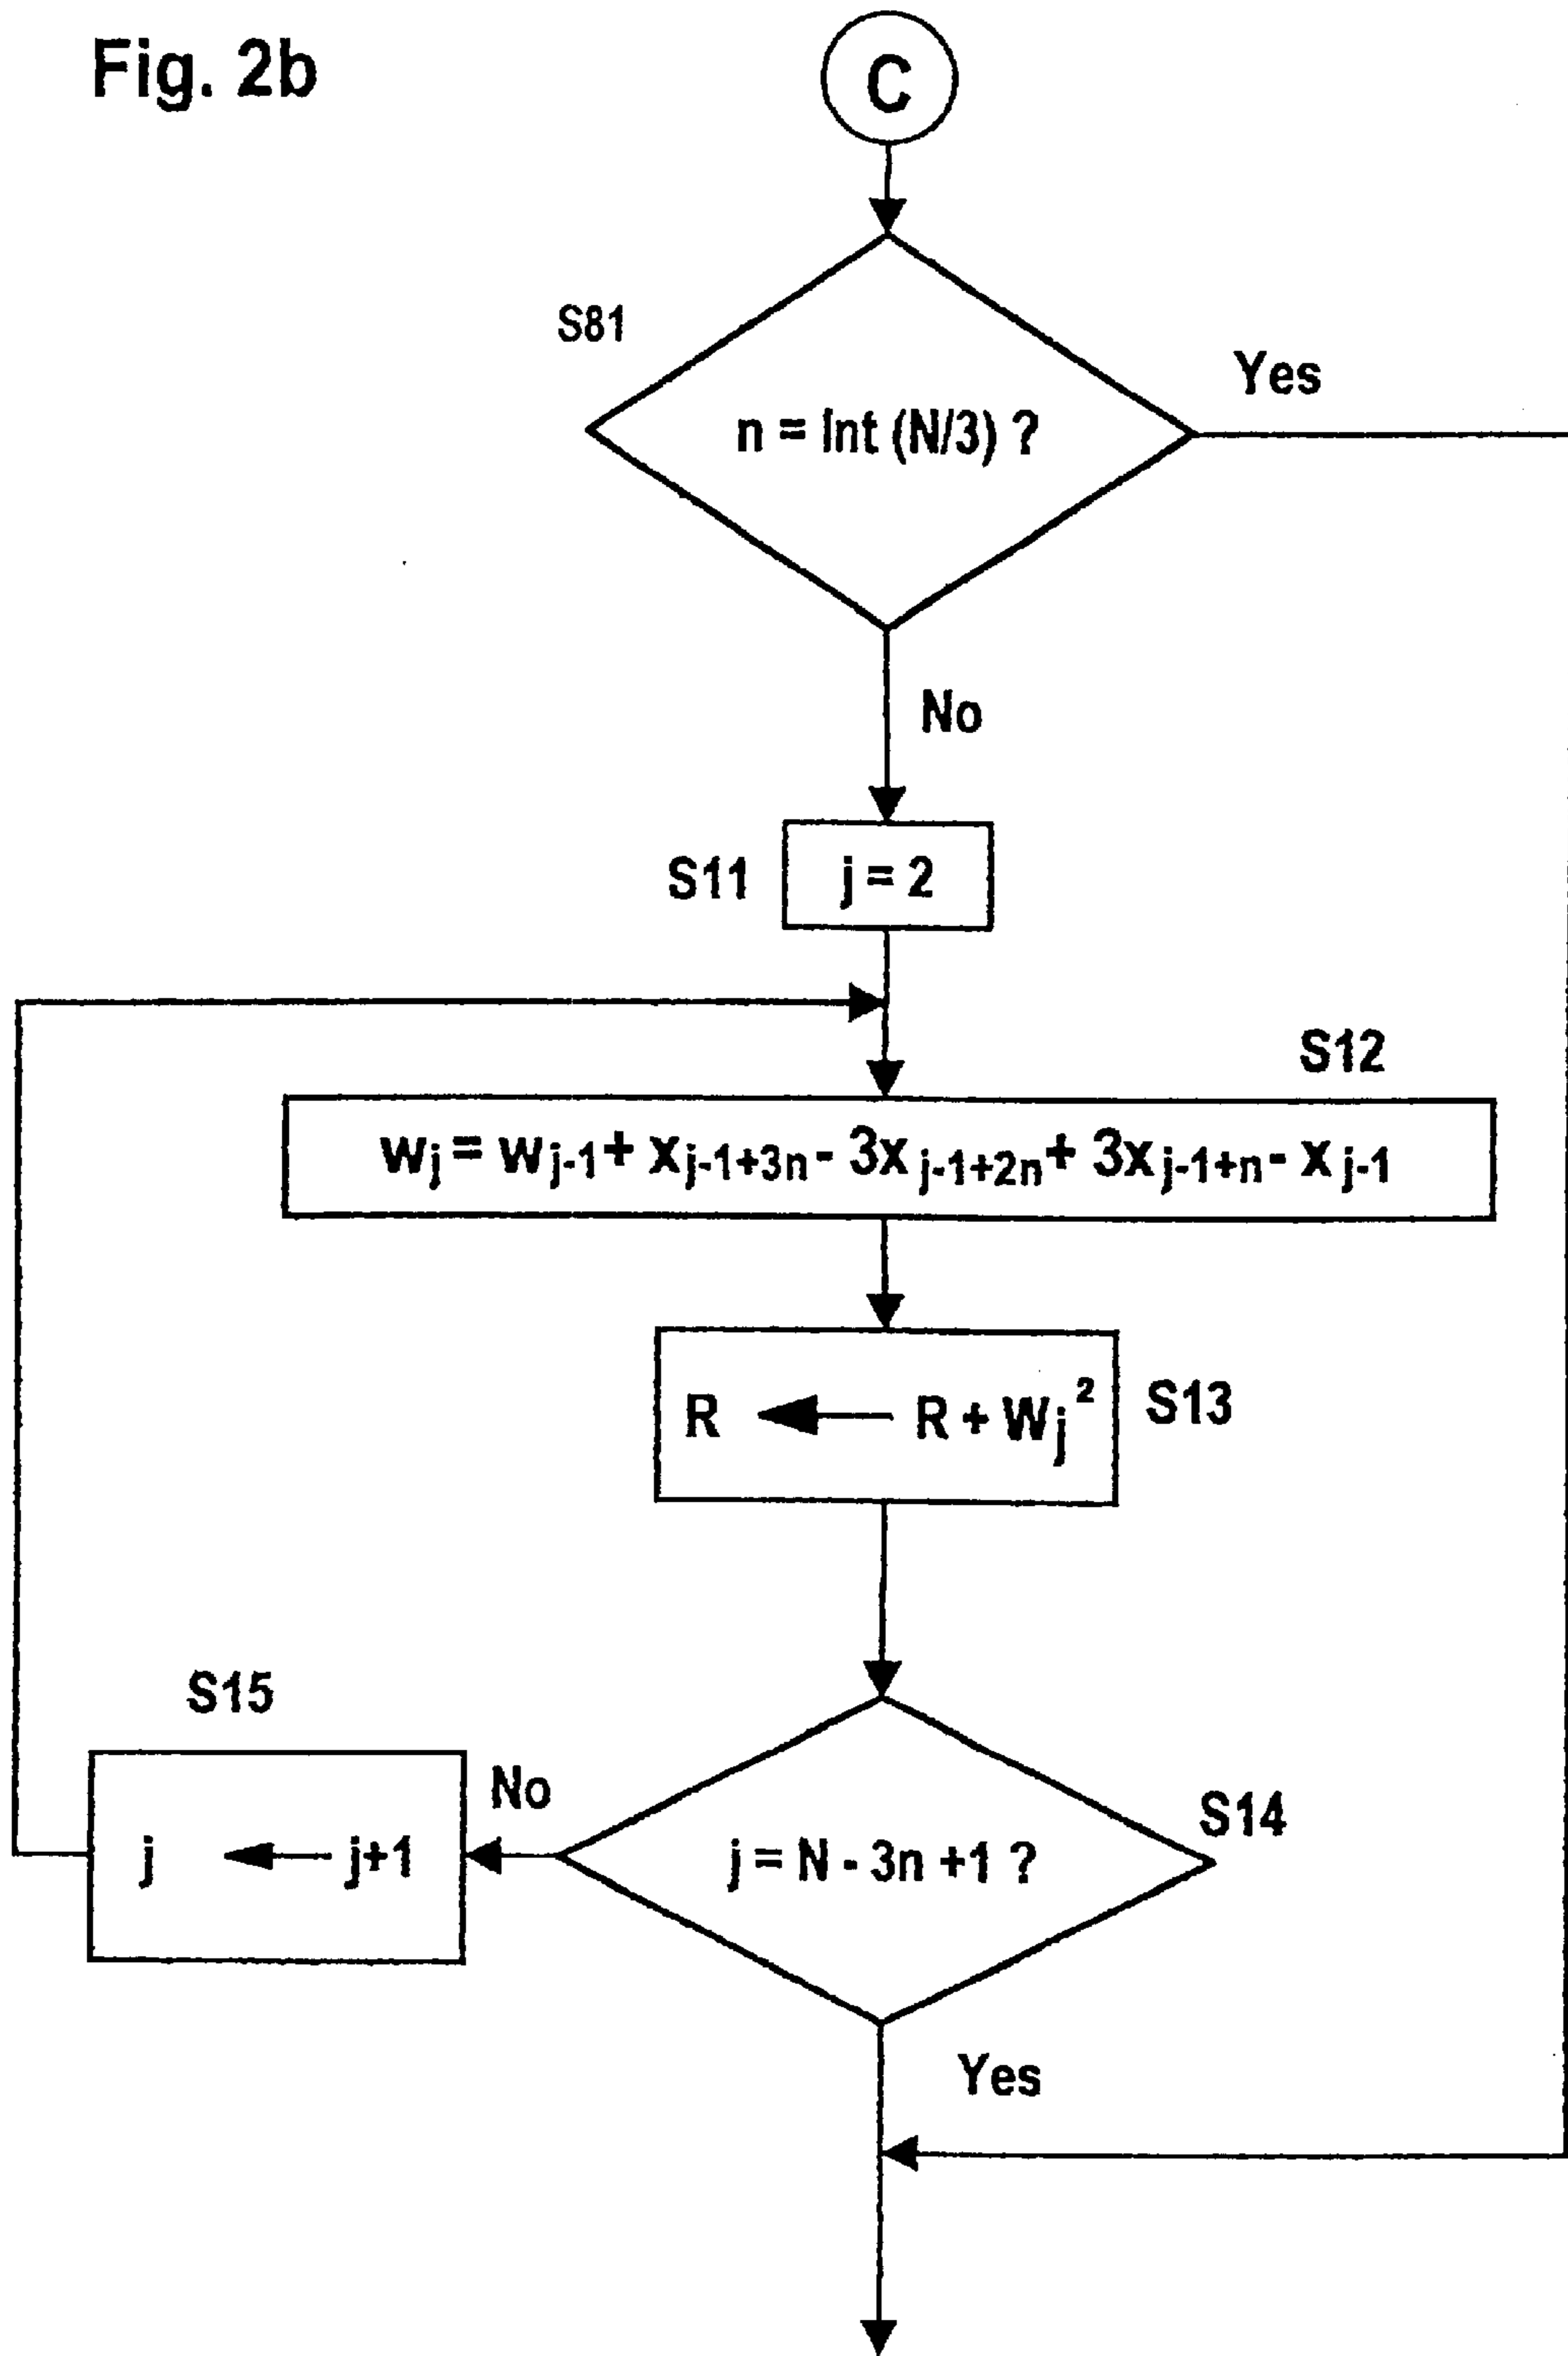 Fig. 2b
C
S81
n = Int (N/3) ?
Yes
No
S11
j = 2
S12
wj = wj-1 + xj-1+3n - 3xj-1+2n + 3xj-1+n - xj-1
R ← R + Wj²
S13
S15
No
S14
j ← j+1
j = N - 3n +1 ?
Yes